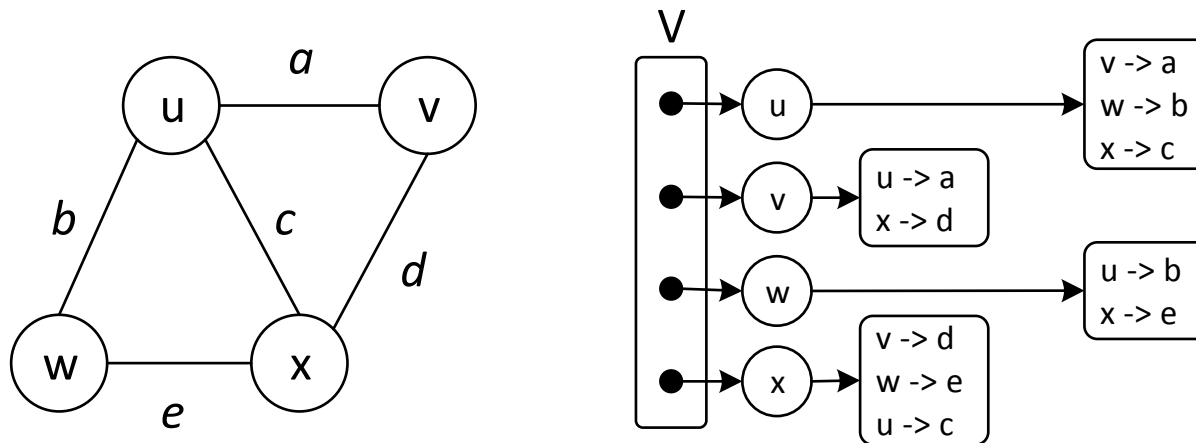 a
u
v
b
c
d
w
x
e
V
u
v -> a
w -> b
x -> c
v
u -> a
x -> d
w
u -> b
x -> e
x
v -> d
w -> e
u -> c